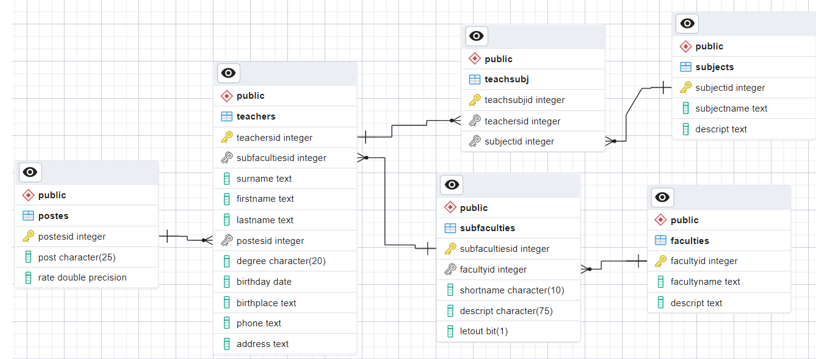 public
postes
postesid integer
post character(25)
rate double precision
public
teachers
teachersid integer
subfacultiesid integer
surname text
firstname text
lastname text
postesid integer
degree character(20)
birthday date
birthplace text
phone text
address text
public
teachsubj
teachsubjid integer
teachersid integer
subjectid integer
public
subfaculties
subfacultiesid integer
facultyid integer
shortname character(10)
descript character(75)
letout bit(1)
public
subjects
subjectid integer
subjectname text
descript text
public
faculties
facultyid integer
facultyname text
descript text